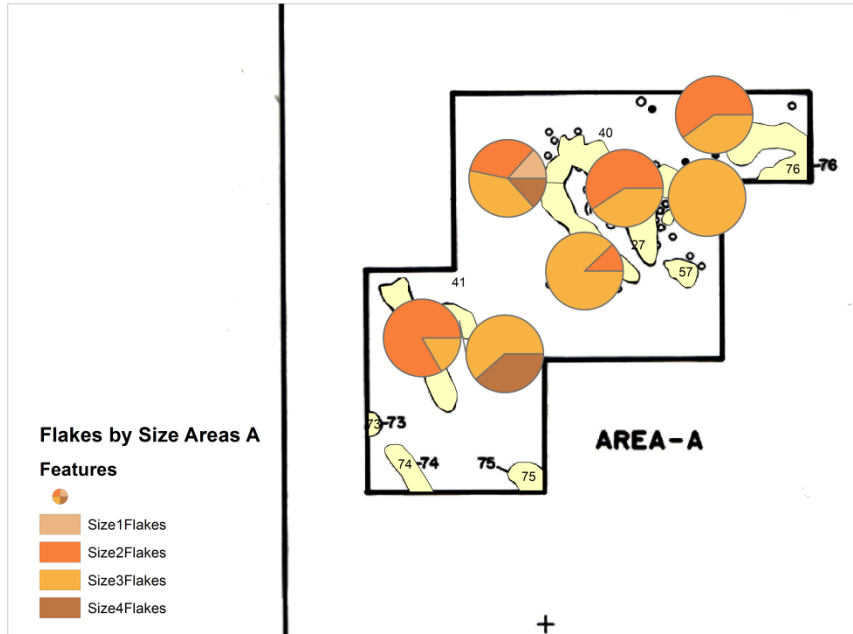 40
76
-76
27
57
41
AREA-A
Flakes by Size Areas A
73-73
Features
74-74
75-75
Size1Flakes
Size2Flakes
Size3Flakes
Size4Flakes